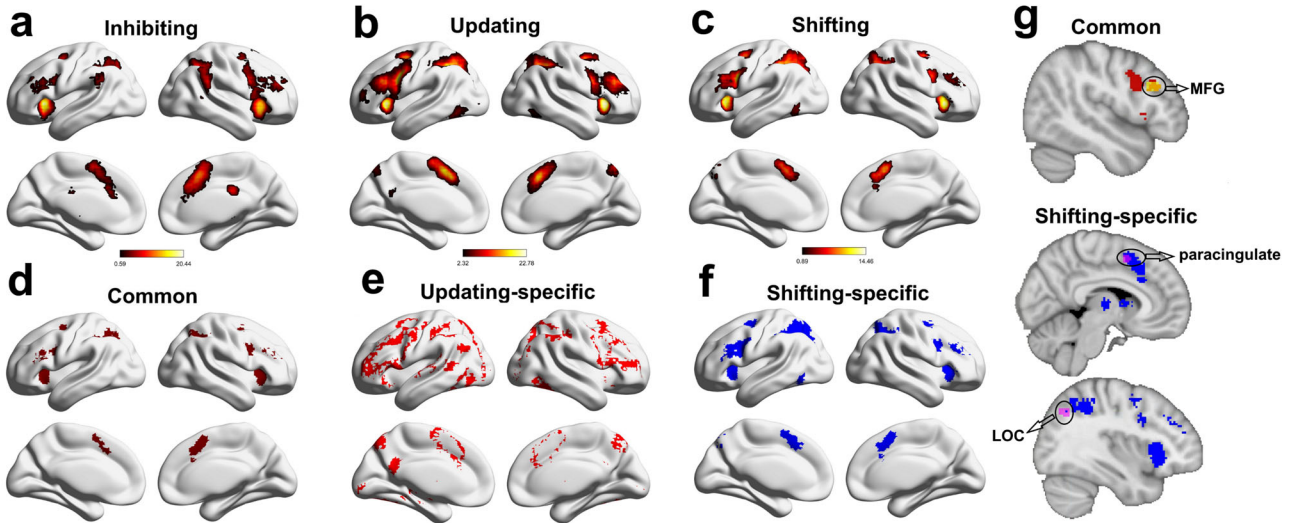 a
Inhibiting
b
Updating
c
Shifting
g
Common
MFG
0.59 20.44
2.32 22.78
0.89 14.46
Shifting-specific
paracingulate
d
Common
e
Updating-specific
f
Shifting-specific
LOC